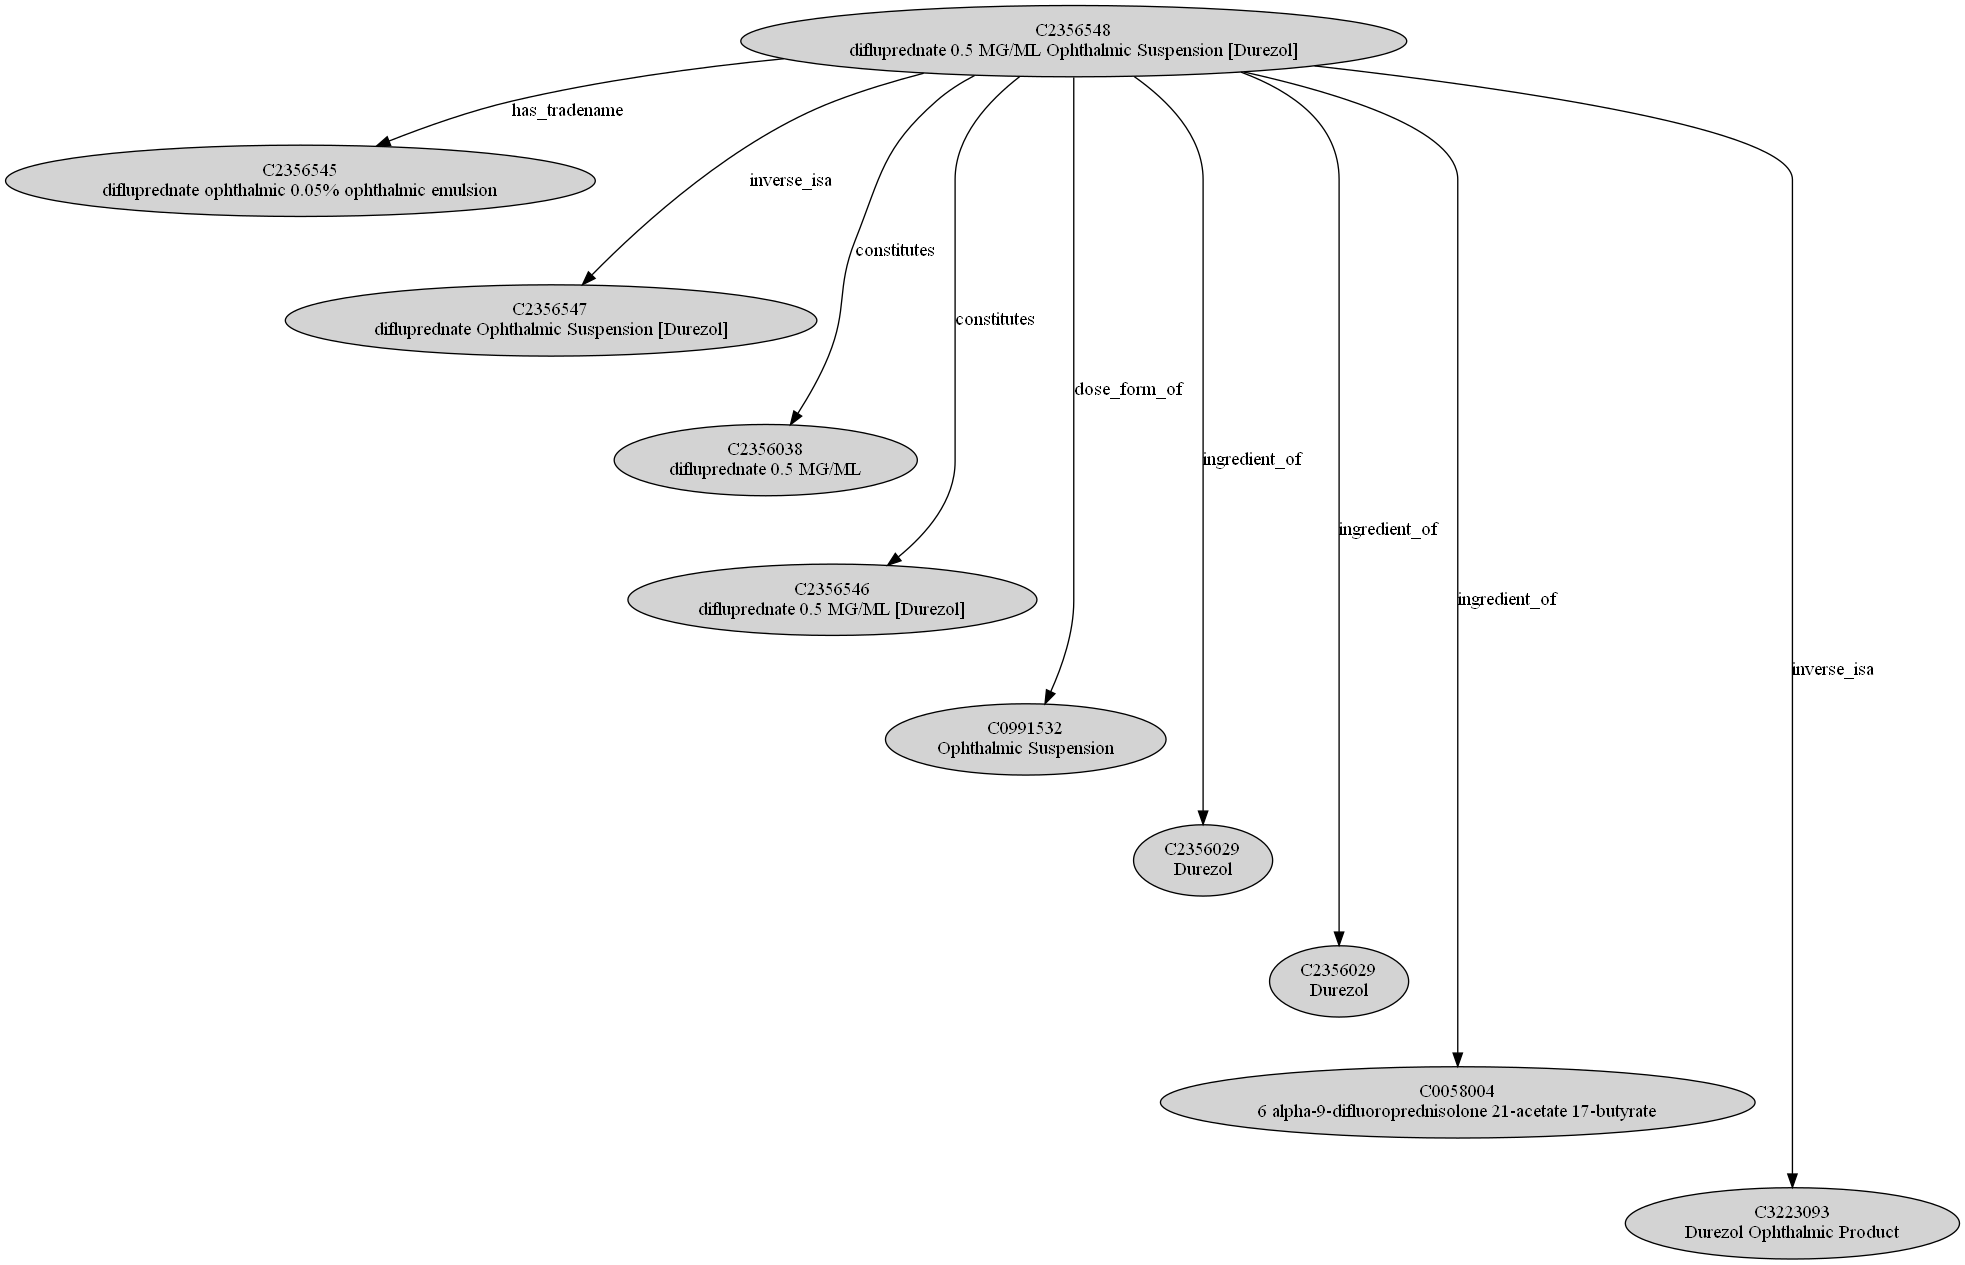 C2356548
difluprednate 0.5 MG/ML Ophthalmic Suspension [Durezol]
has_tradename
C2356545
difluprednate ophthalmic 0.05% ophthalmic emulsion
inverse_isa
constitutes
C2356547
difluprednate Ophthalmic Suspension [Durezol]
constitutes
dose_form_of
C2356038
difluprednate 0.5 MG/ML
ingredient_of
ingredient_of
C2356546
difluprednate 0.5 MG/ML [Durezol]
ingredient_of
inverse_isa
C0991532
Ophthalmic Suspension
C2356029
Durezol
C2356029
Durezol
C0058004
6 alpha-9-difluoroprednisolone 21-acetate 17-butyrate
C3223093
Durezol Ophthalmic Product